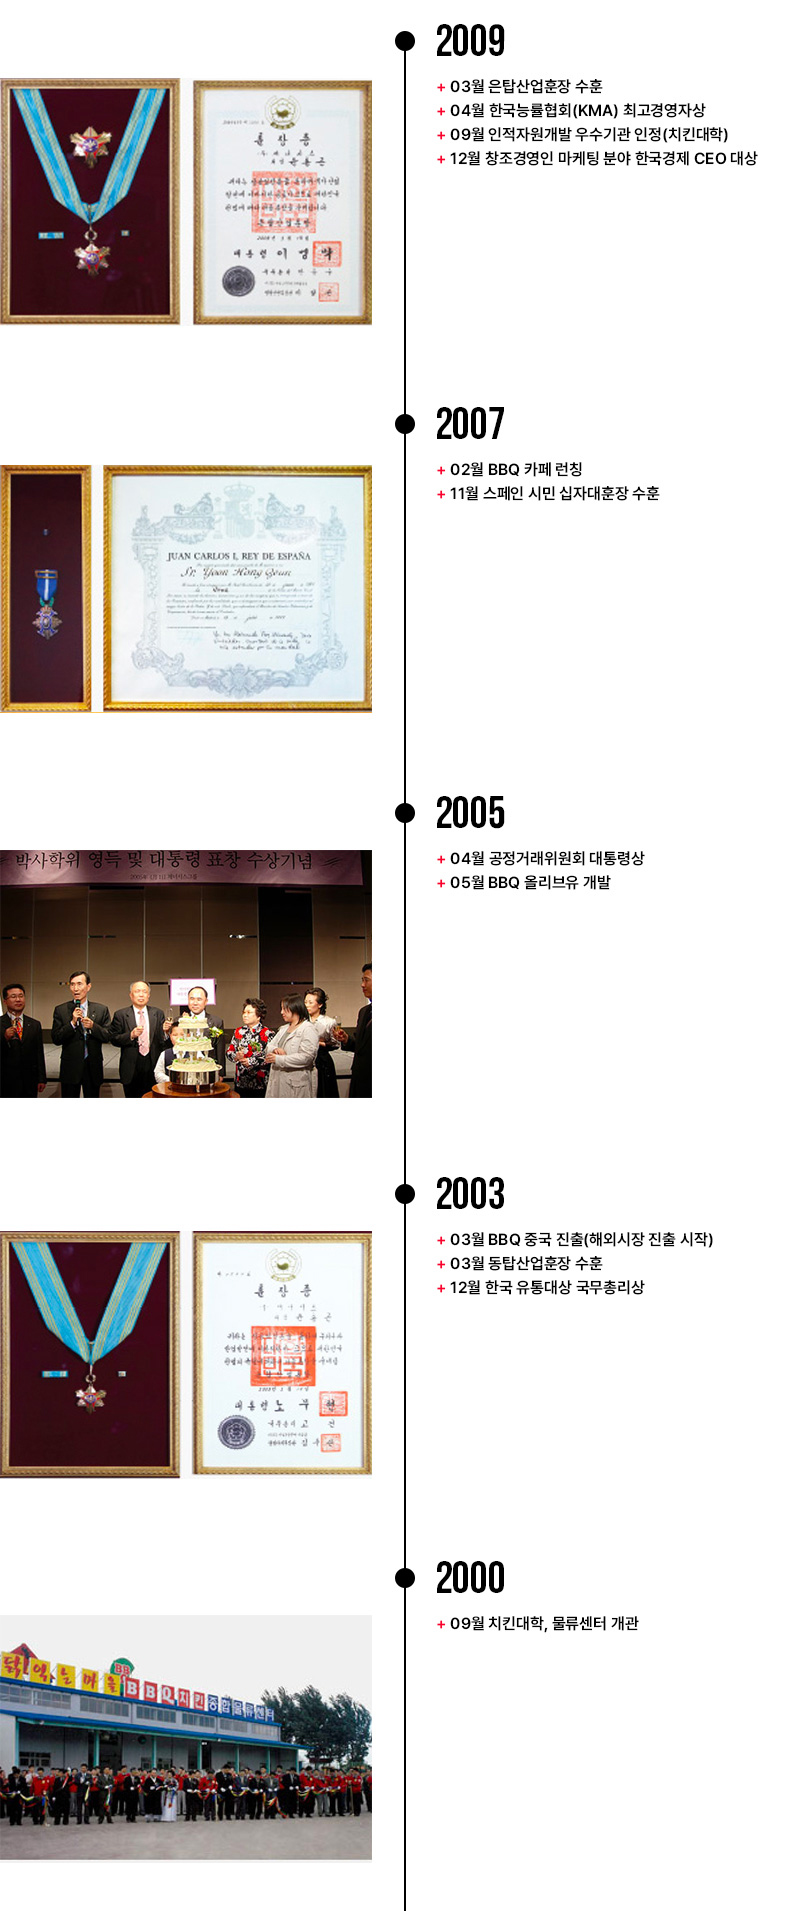 2009
+ 03월 은탑산업훈장 수훈
+ 04월 한국능률협회(KMA) 최고경영자상
+ 09월 인적자원개발 우수기관 인정(치킨대학)
+ 12월 창조경영인 마케팅 분야 한국경제 CEO 대상
훈장증
대통령 이명박
2007
+ 02월 BBQ 카페 런칭
+ 11월 스페인 시민 십자대훈장 수훈
JUAN CARLOS I, REY DE ESPAÑA
Sr. Yoon Hong Geun
2005
+ 04월 공정거래위원회 대통령상
+ 05월 BBQ 올리브유 개발
박사학위 영득 및 대통령 표창 수상기념
2003
+ 03월 BBQ 중국 진출(해외시장 진출 시작)
+ 03월 동탑산업훈장 수훈
+ 12월 한국 유통대상 국무총리상
훈장증
대통령 노무현
2000
+ 09월 치킨대학, 물류센터 개관
닭익는마을 BBQ치킨종합물류센타